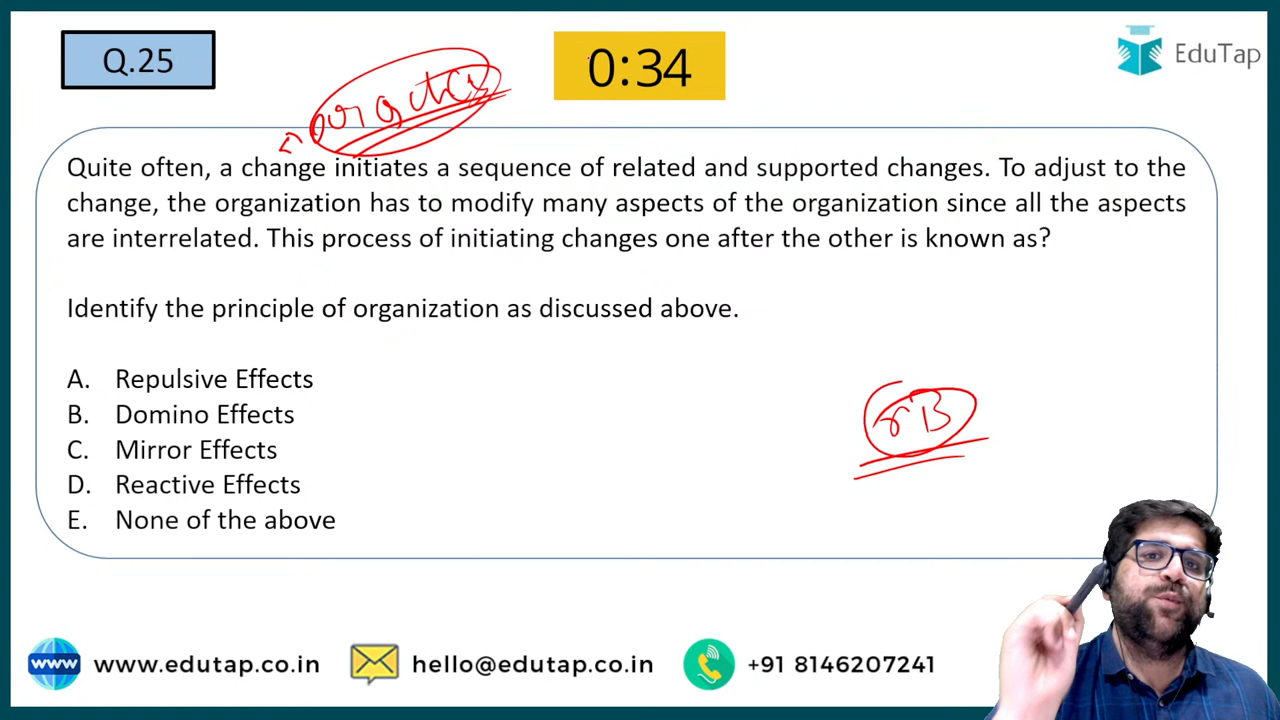 Q.25
0:34
EduTap
Quite often, a change initiates a sequence of related and supported changes. To adjust to the
change, the organization has to modify many aspects of the organization since all the aspects
are interrelated. This process of initiating changes one after the other is known as?
Identify the principle of organization as discussed above.
A. Repulsive Effects
B. Domino Effects
C. Mirror Effects
D. Reactive Effects
E. None of the above
www www.edutap.co.in hello@edutap.co.in +91 8146207241